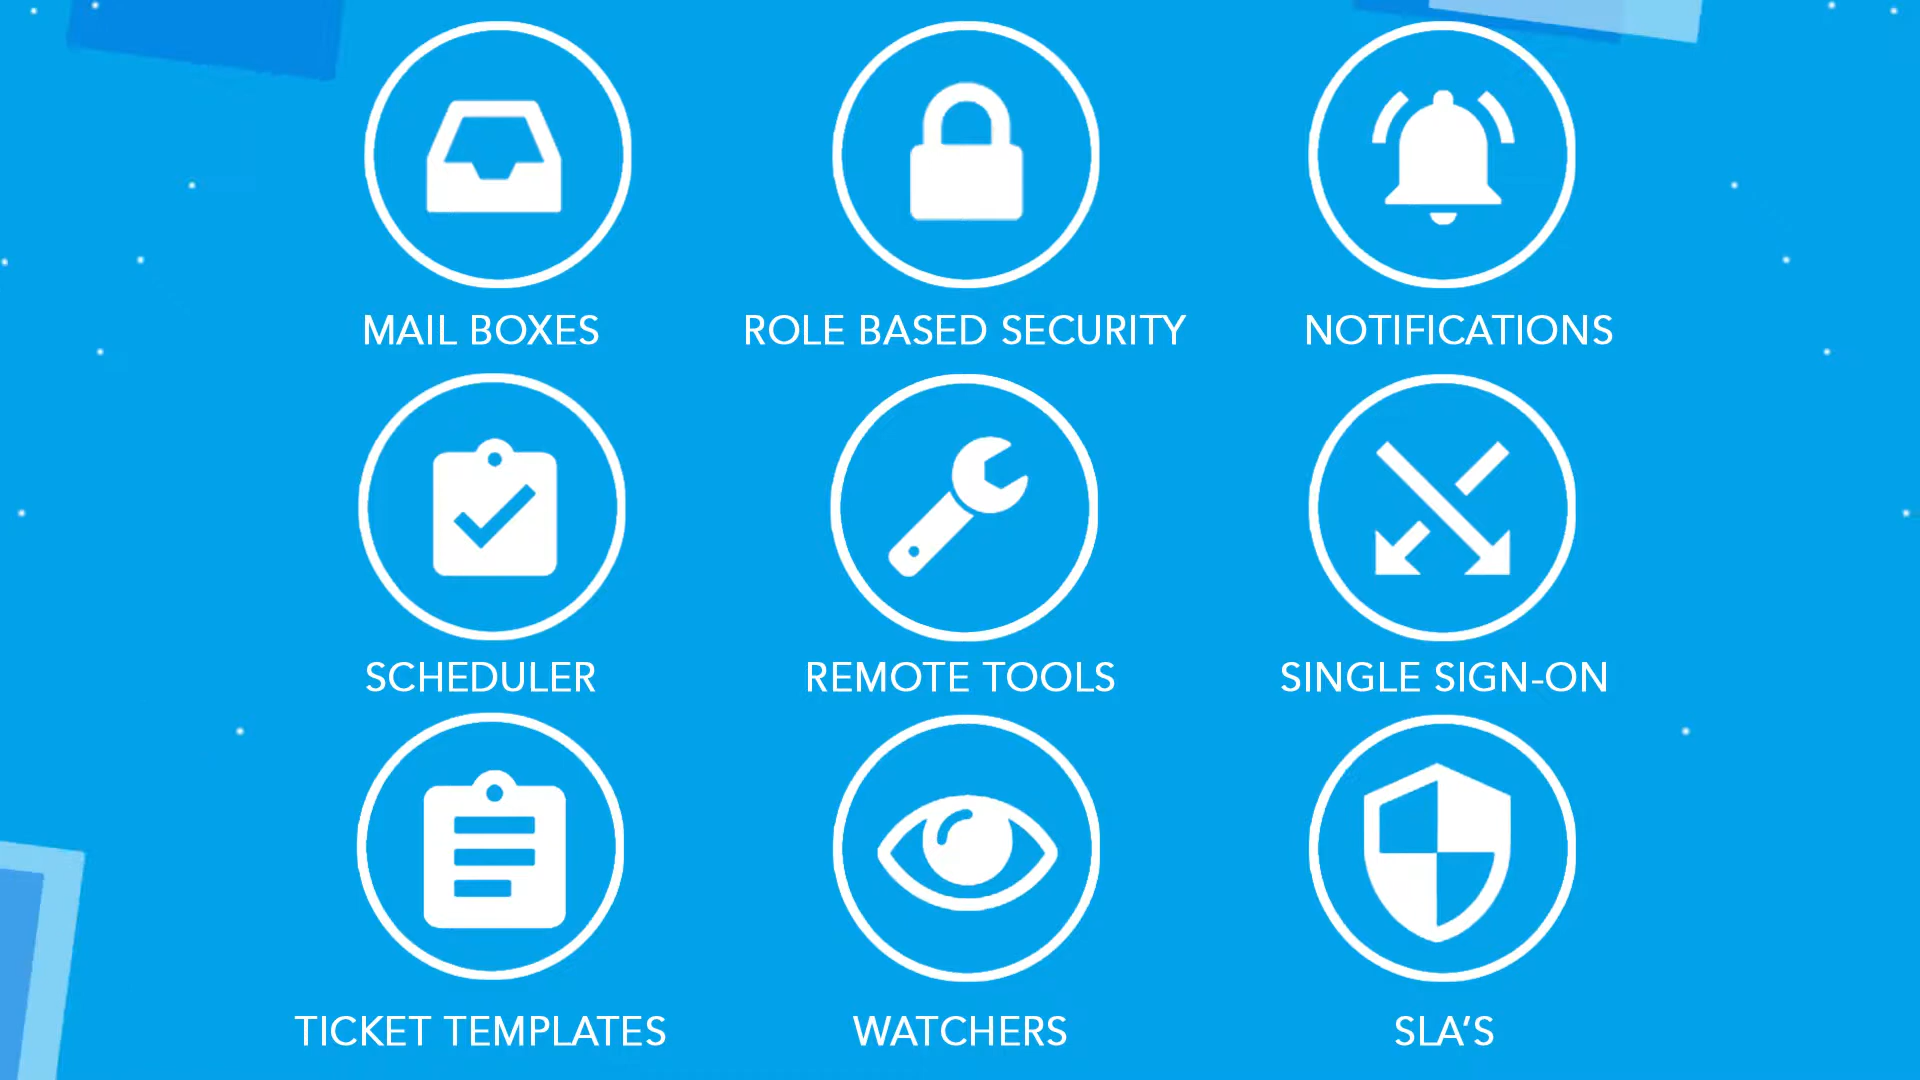 MAIL BOXES
ROLE BASED SECURITY
NOTIFICATIONS
SCHEDULER
REMOTE TOOLS
SINGLE SIGN-ON
TICKET TEMPLATES
WATCHERS
SLA’S